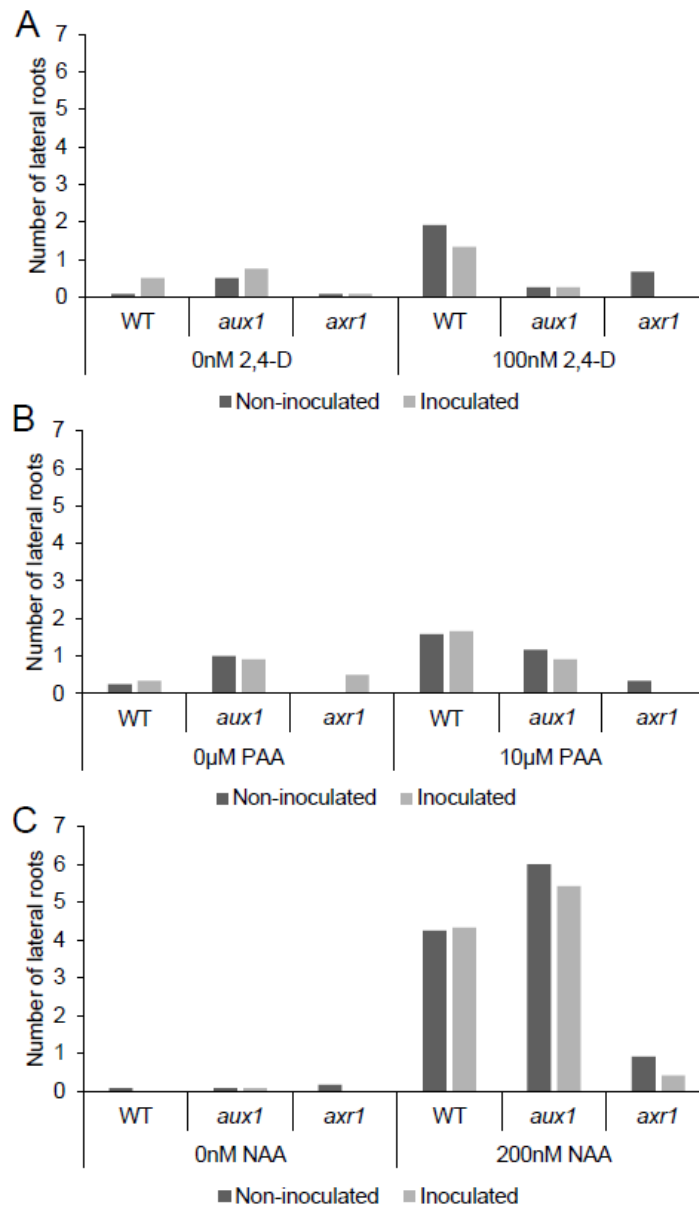 A
Number of lateral roots
7
6
5
4
3
2
1
0
WT aux1 axr1 WT aux1 axr1
0nM 2,4-D 100nM 2,4-D
Non-inoculated Inoculated
B
Number of lateral roots
7
6
5
4
3
2
1
0
WT aux1 axr1 WT aux1 axr1
0µM PAA 10µM PAA
Non-inoculated Inoculated
C
Number of lateral roots
7
6
5
4
3
2
1
0
WT aux1 axr1 WT aux1 axr1
0nM NAA 200nM NAA
Non-inoculated Inoculated